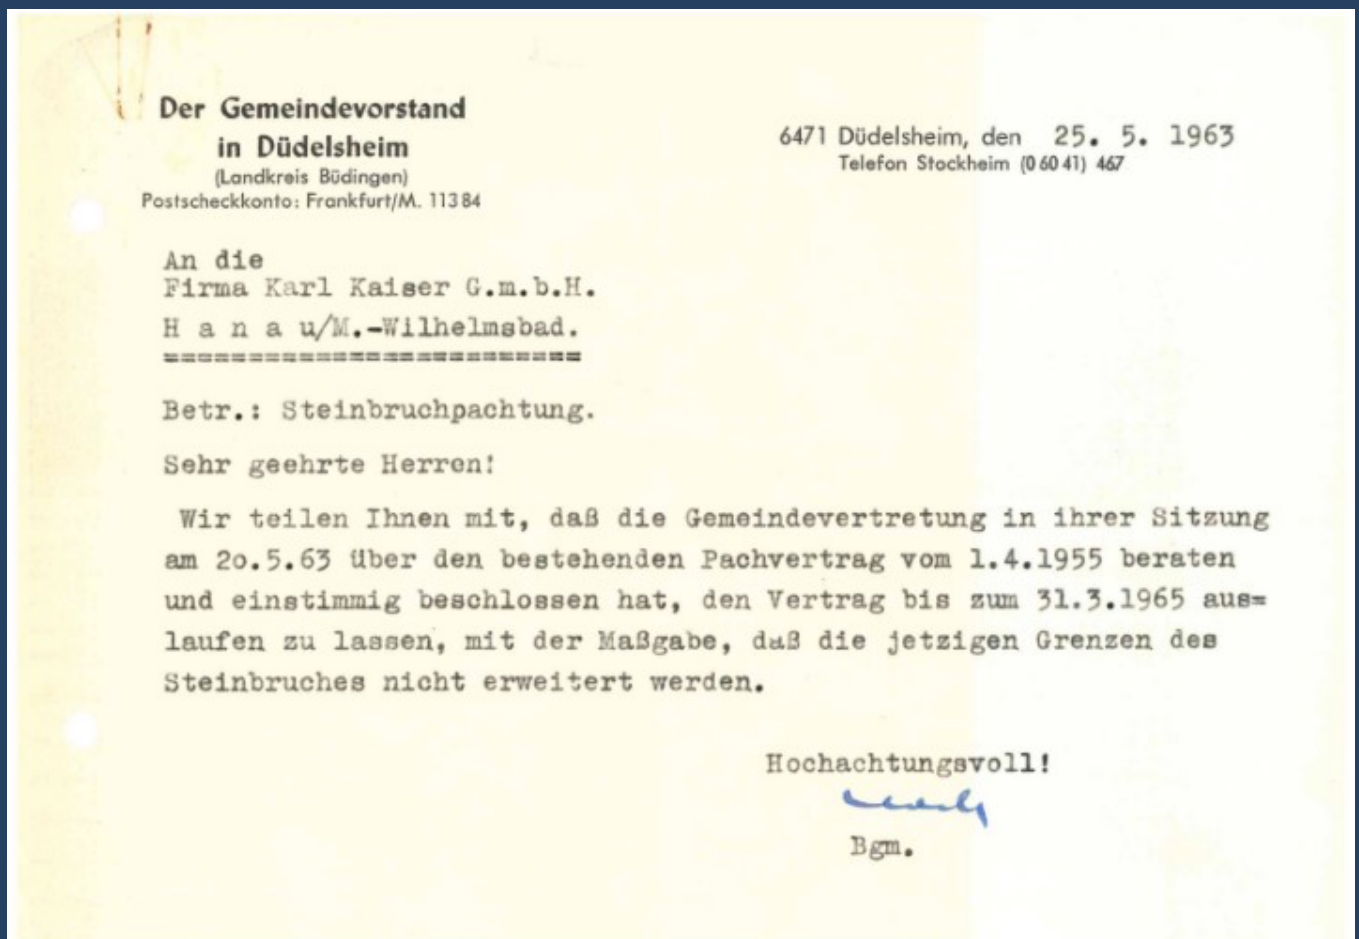 Der Gemeindevorstand
in Düdelsheim
(Landkreis Büdingen)
Postscheckkonto: Frankfurt/M. 11384
6471 Düdelsheim, den 25. 5. 1963
Telefon Stockheim (0 60 41) 467
An die
Firma Karl Kaiser G.m.b.H.
H a n a u/M.-Wilhelmsbad.
=========================
Betr.: Steinbruchpachtung.
Sehr geehrte Herren!
Wir teilen Ihnen mit, daß die Gemeindevertretung in ihrer Sitzung
am 2o.5.63 über den bestehenden Pachvertrag vom 1.4.1955 beraten
und einstimmig beschlossen hat, den Vertrag bis zum 31.3.1965 aus=
laufen zu lassen, mit der Maßgabe, daß die jetzigen Grenzen des
Steinbruches nicht erweitert werden.
Hochachtungsvoll!
Bgm.